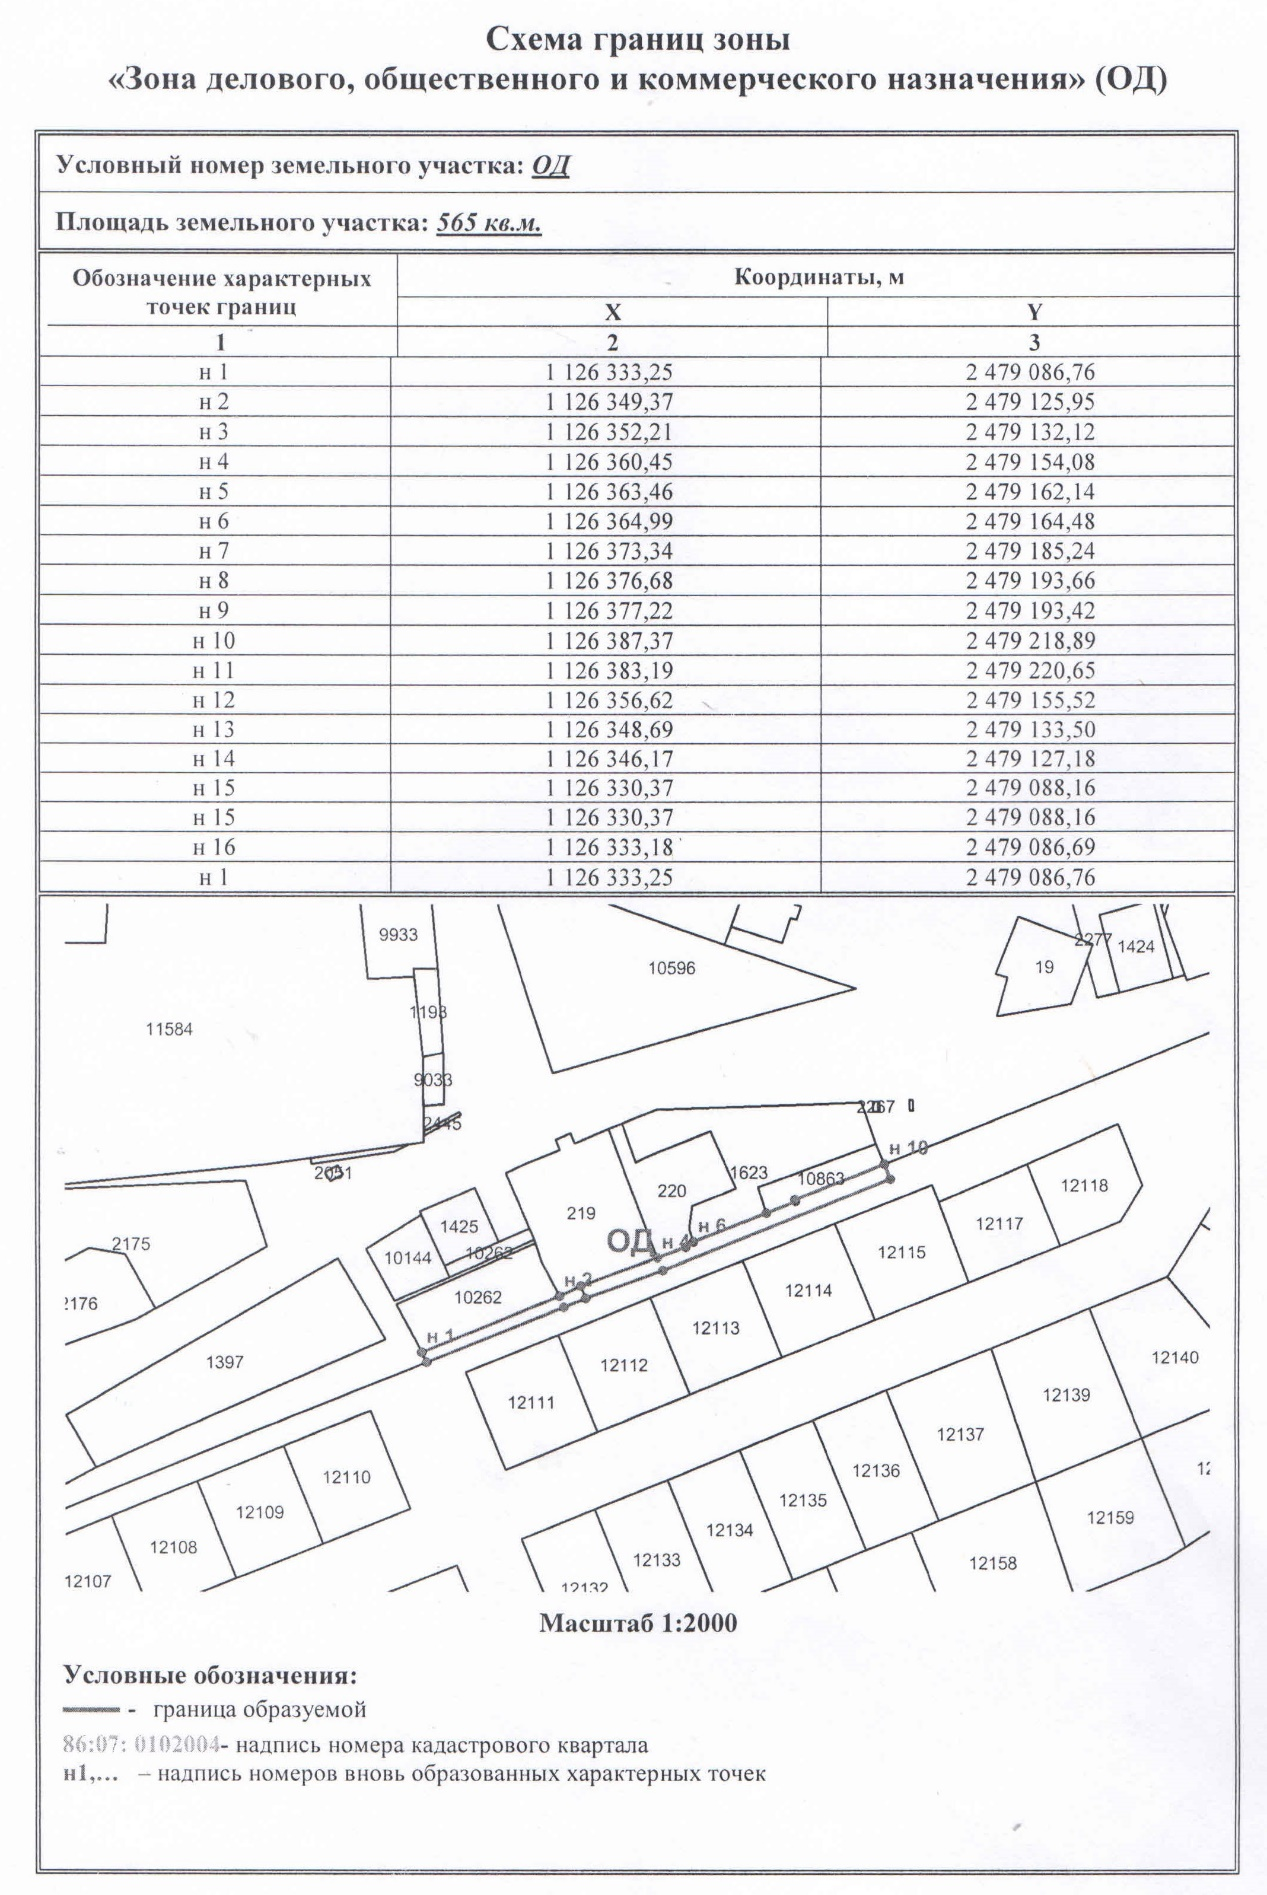 Схема границ зоны
«Зона делового, общественного и коммерческого назначения» (ОД)
Условный номер земельного участка: ОД
Площадь земельного участка: 565 кв.м.
Обозначение характерных точек границ
Координаты, м
X Y
1 2 3
н 1 1 126 333,25 2 479 086,76
н 2 1 126 349,37 2 479 125,95
н 3 1 126 352,21 2 479 132,12
н 4 1 126 360,45 2 479 154,08
н 5 1 126 363,46 2 479 162,14
н 6 1 126 364,99 2 479 164,48
н 7 1 126 373,34 2 479 185,24
н 8 1 126 376,68 2 479 193,66
н 9 1 126 377,22 2 479 193,42
н 10 1 126 387,37 2 479 218,89
н 11 1 126 383,19 2 479 220,65
н 12 1 126 356,62 2 479 155,52
н 13 1 126 348,69 2 479 133,50
н 14 1 126 346,17 2 479 127,18
н 15 1 126 330,37 2 479 088,16
н 15 1 126 330,37 2 479 088,16
н 16 1 126 333,18 2 479 086,69
н 1 1 126 333,25 2 479 086,76
9933
10596
2277
1424
19
11584
1193
9033
2445
2267
2051
н 10
1623
10863
12118
220
1425
219
12117
2175
10144
10262
ОД
н 4
н 6
12115
2176
10262
н 2
12114
н 1
12113
1397
12112
12140
12111
12139
12137
12110
12136
12109
12135
12159
12108
12134
12133
12158
12107
12132
Масштаб 1:2000
Условные обозначения:
- граница образуемой
86:07: 0102004- надпись номера кадастрового квартала
н1,... – надпись номеров вновь образованных характерных точек